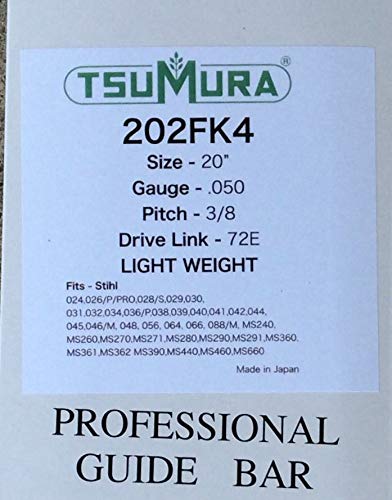 TSUMURA®
202FK4
Size - 20"
Gauge - .050
Pitch - 3/8
Drive Link - 72E
LIGHT WEIGHT
Fits - Stihl
024,026/P/PRO,028/S,029,030,
031,032,034,036/P,038,039,040,041,042,044,
045,046/M, 048, 056, 064, 066, 088/M, MS240,
MS260,MS270,MS271,MS280,MS290,MS291,MS360,
MS361,MS362 MS390,MS440,MS460,MS660
Made in Japan
PROFESSIONAL
GUIDE BAR